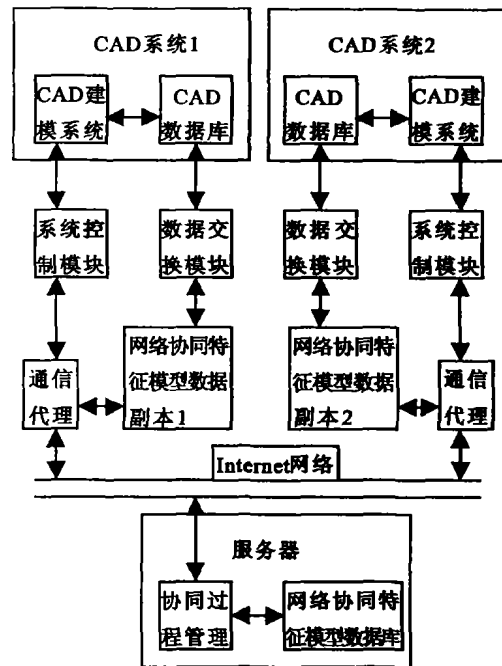 CAD系统1
CAD系统2
CAD建
模系统
CAD
数据库
CAD
数据库
CAD建
模系统
系统控
制模块
数据交
换模块
数据交
换模块
系统控
制模块
通信
代理
网络协同特
征模型数据
副本1
网络协同特
征模型数据
副本2
通信
代理
Internet网络
服务器
协同过
程管理
网络协同特
征模型数据库